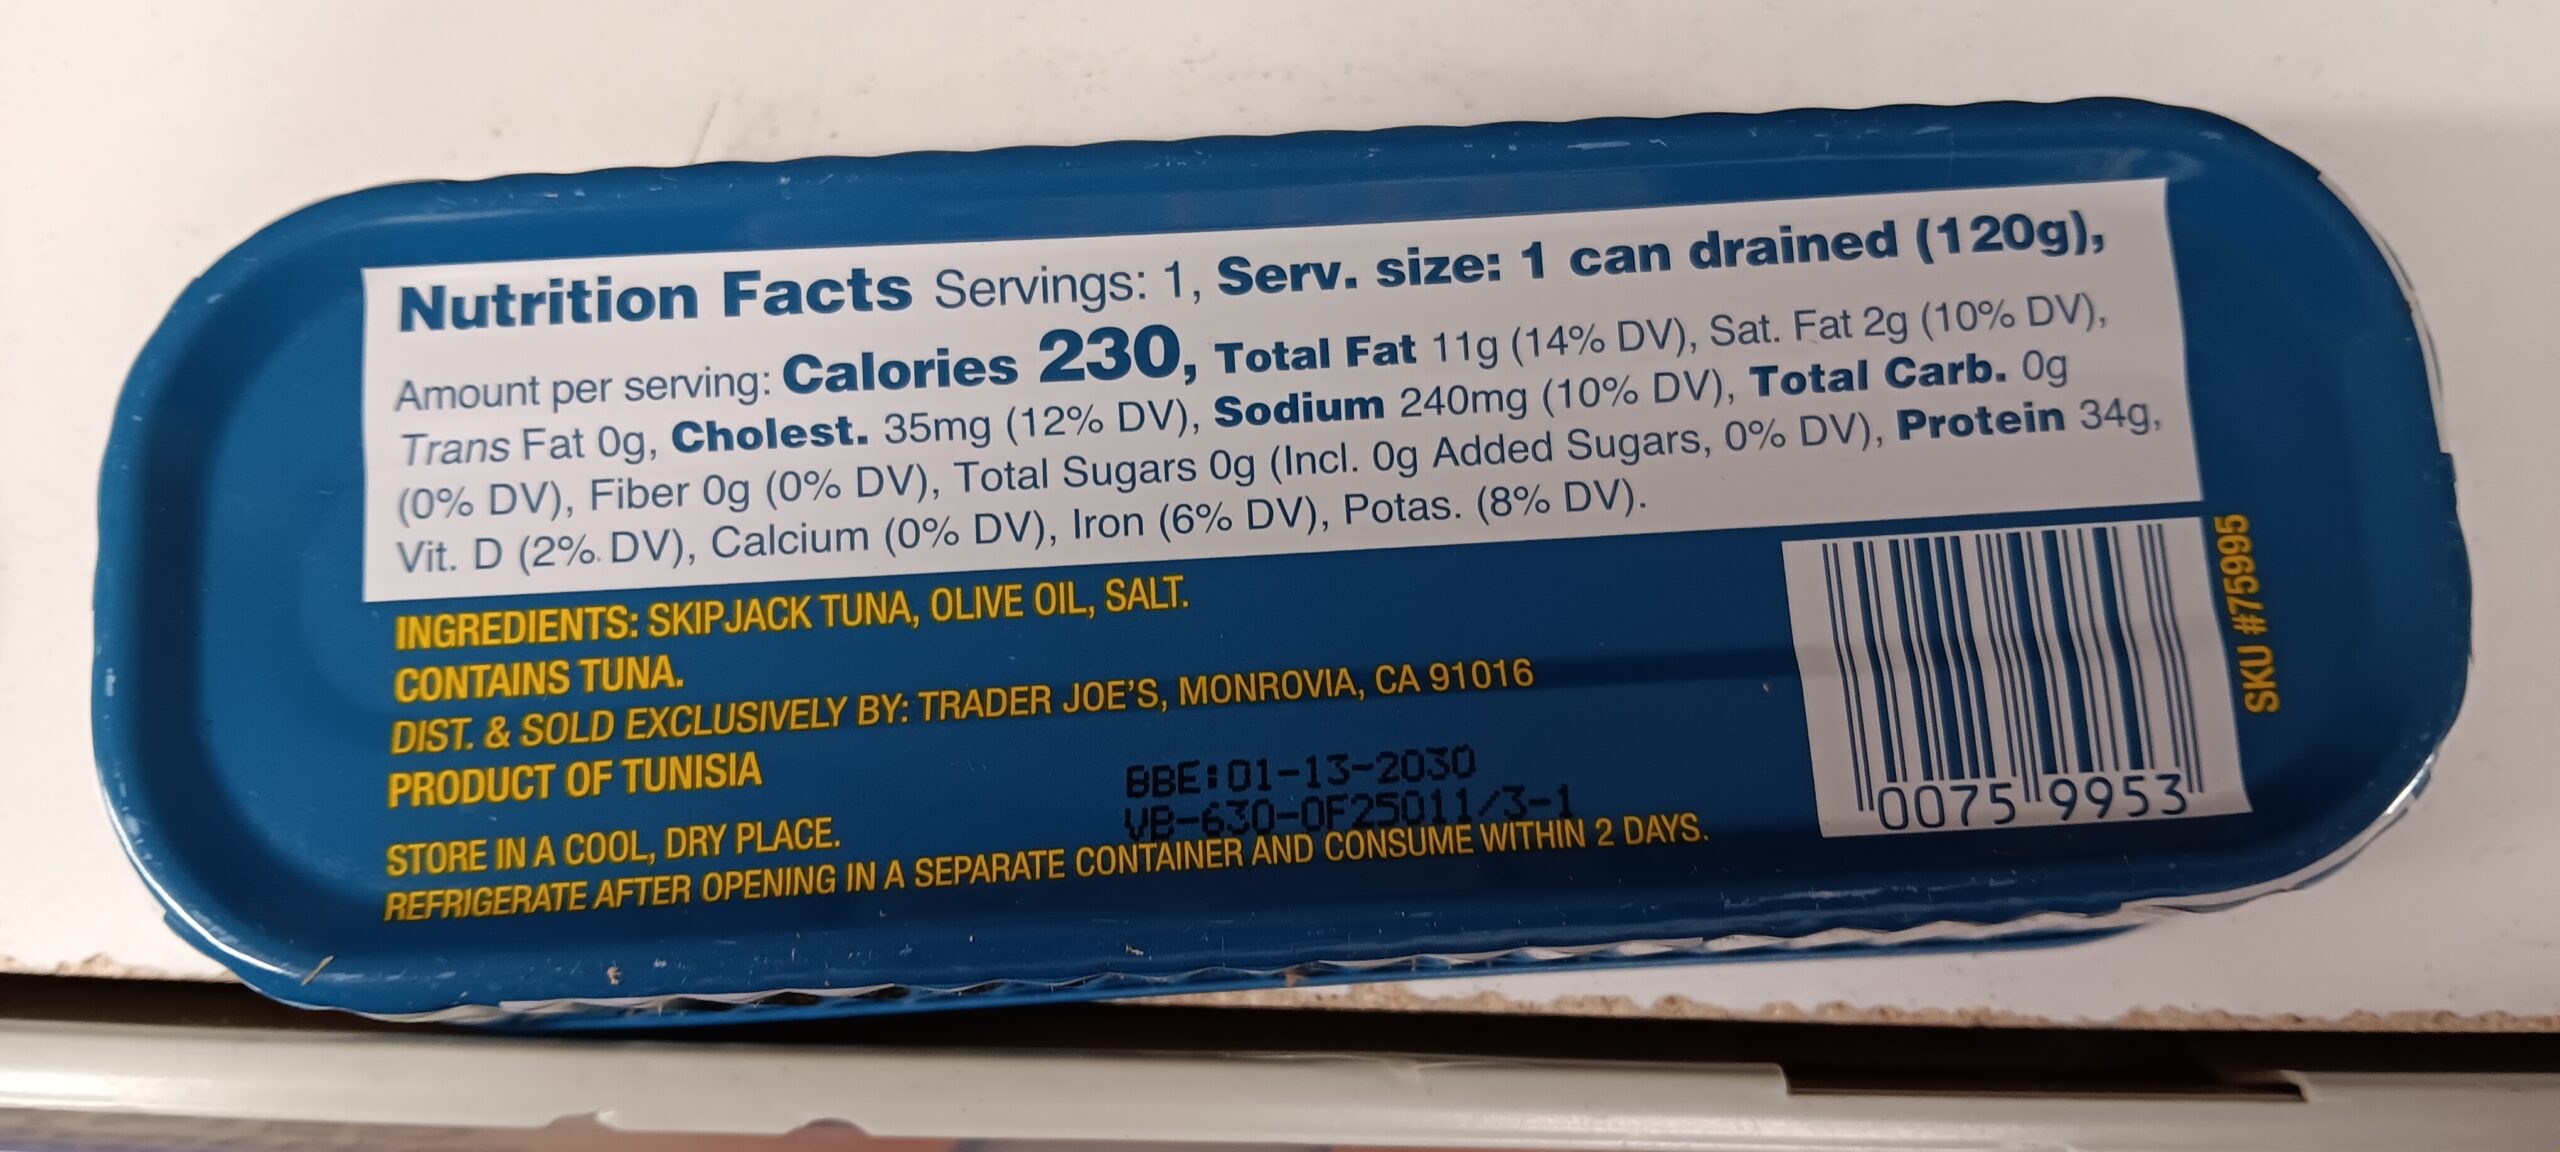 Nutrition Facts Servings: 1, Serv. size: 1 can drained (120g),
Amount per serving: Calories 230, Total Fat 11g (14% DV), Sat. Fat 2g (10% DV),
Trans Fat 0g, Cholest. 35mg (12% DV), Sodium 240mg (10% DV), Total Carb. 0g
(0% DV), Fiber 0g (0% DV), Total Sugars 0g (Incl. 0g Added Sugars, 0% DV), Protein 34g,
Vit. D (2% DV), Calcium (0% DV), Iron (6% DV), Potas. (8% DV).
INGREDIENTS: SKIPJACK TUNA, OLIVE OIL, SALT.
CONTAINS TUNA.
DIST. & SOLD EXCLUSIVELY BY: TRADER JOE'S, MONROVIA, CA 91016
PRODUCT OF TUNISIA
BBE:01-13-2030
VB-630-OF25011/3-1
STORE IN A COOL, DRY PLACE.
REFRIGERATE AFTER OPENING IN A SEPARATE CONTAINER AND CONSUME WITHIN 2 DAYS.
0075 9953
SKU #75995